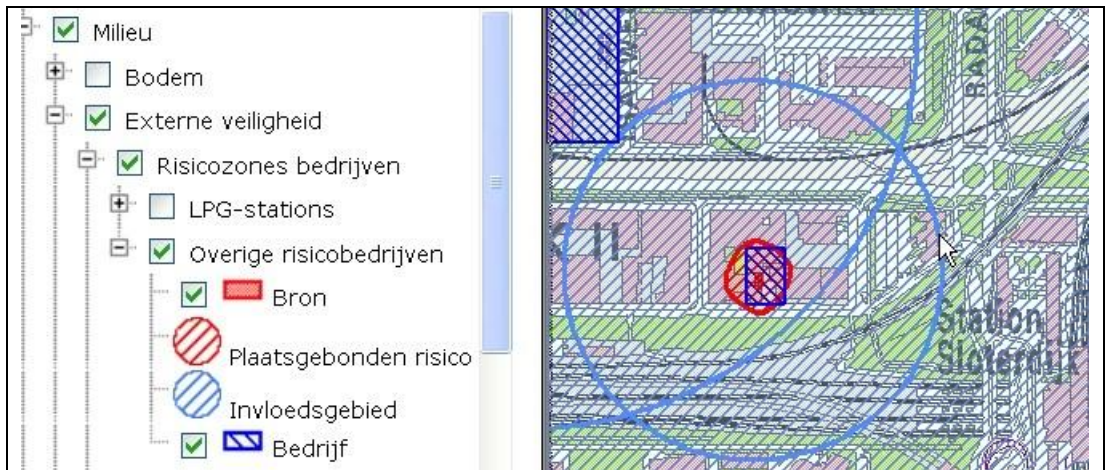 Milieu
Bodem
Externe veiligheid
Risicozones bedrijven
LPG-stations
Overige risicobedrijven
Bron
Plaatsgebonden risico
Invloedsgebied
Bedrijf
Station
Sloterdijk